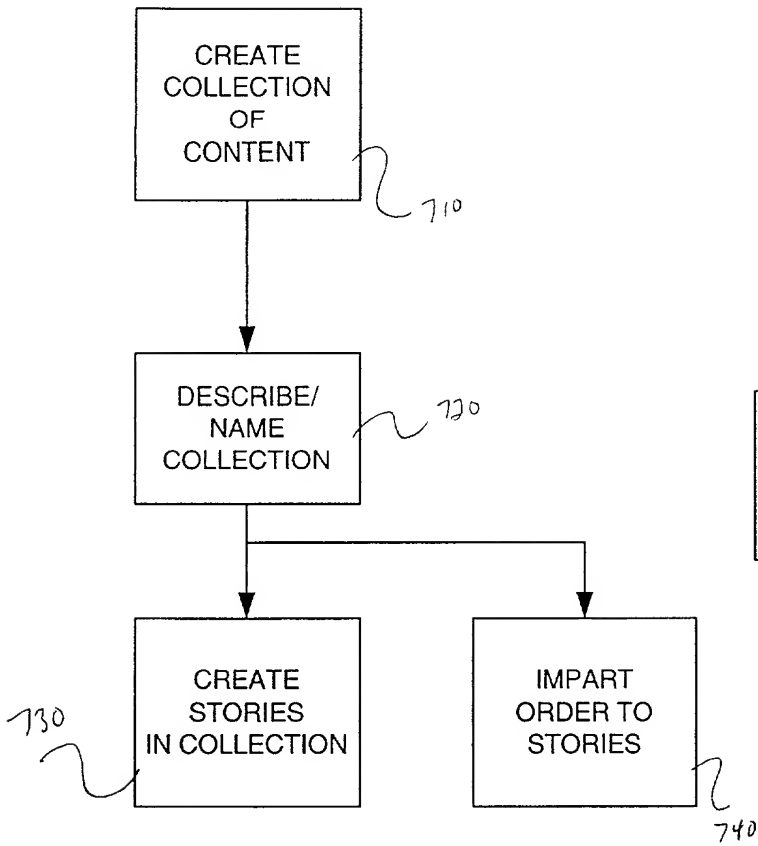 CREATE
COLLECTION
OF
CONTENT
710
DESCRIBE/
NAME
COLLECTION
720
CREATE
STORIES
IN COLLECTION
730
IMPART
ORDER TO
STORIES
740